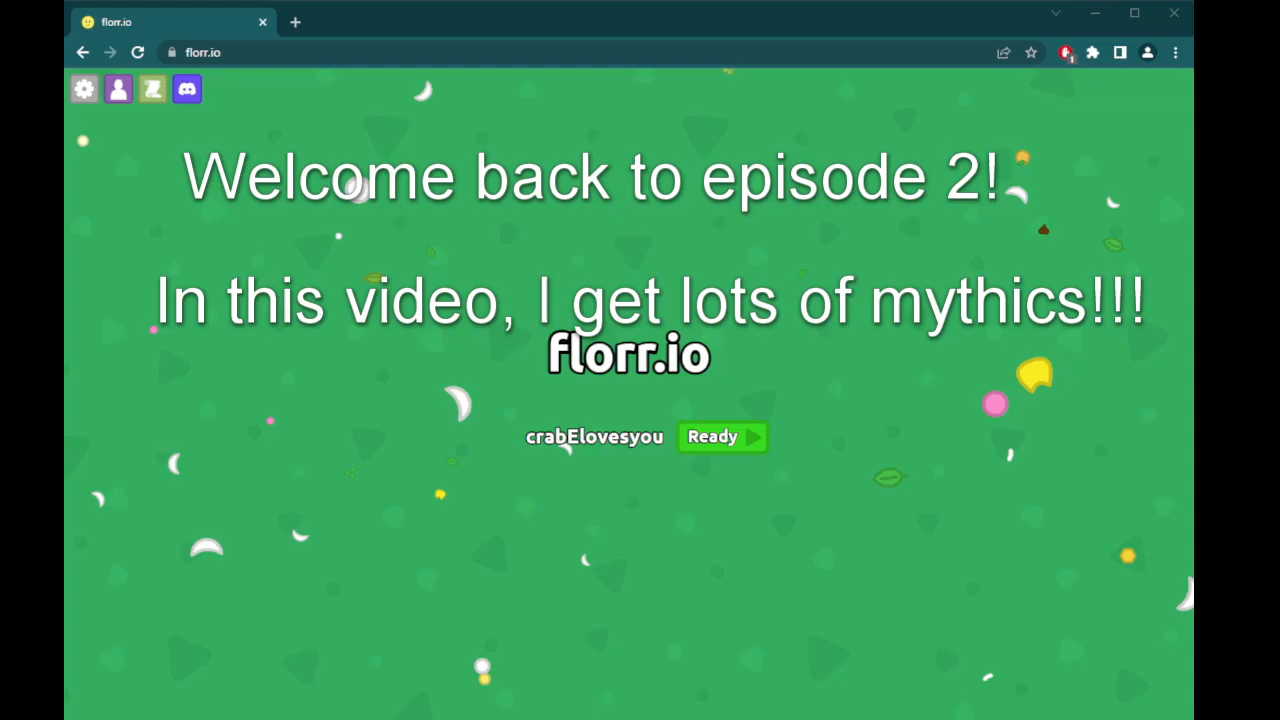 florr.io
florr.io
1
Welcome back to episode 2!
In this video, I get lots of mythics!!!
florr.io
crabElovesyou
Ready